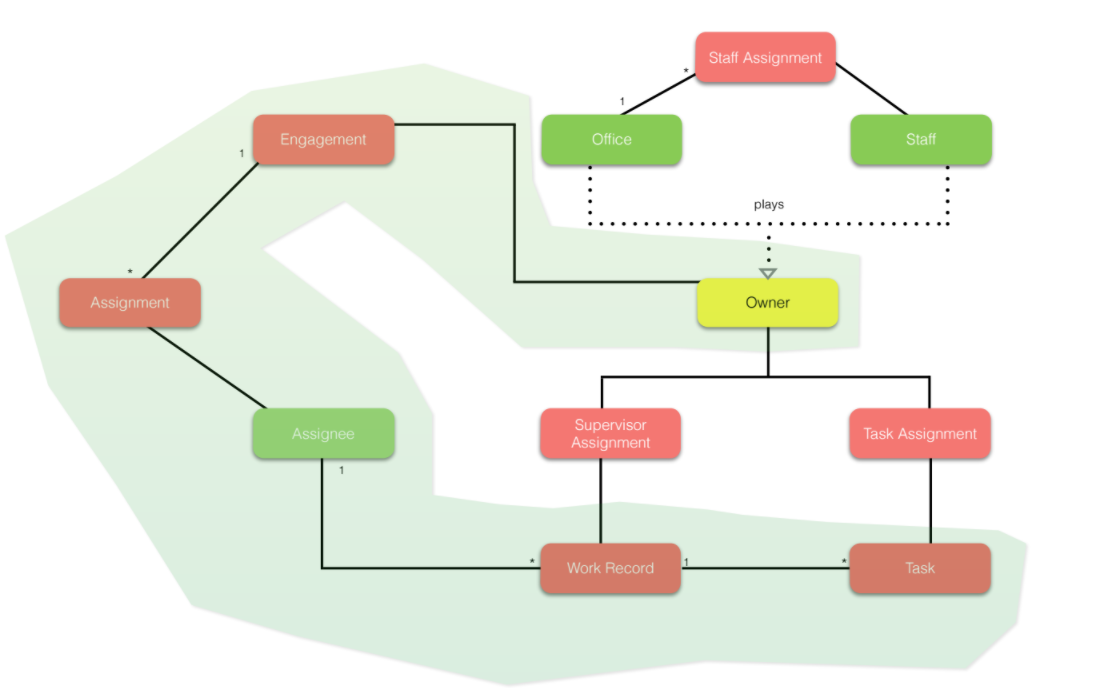 Staff Assignment
*
1
Office
Staff
Engagement
1
plays
*
Assignment
Owner
Assignee
1
Supervisor
Assignment
Task Assignment
*
Work Record
1
*
Task